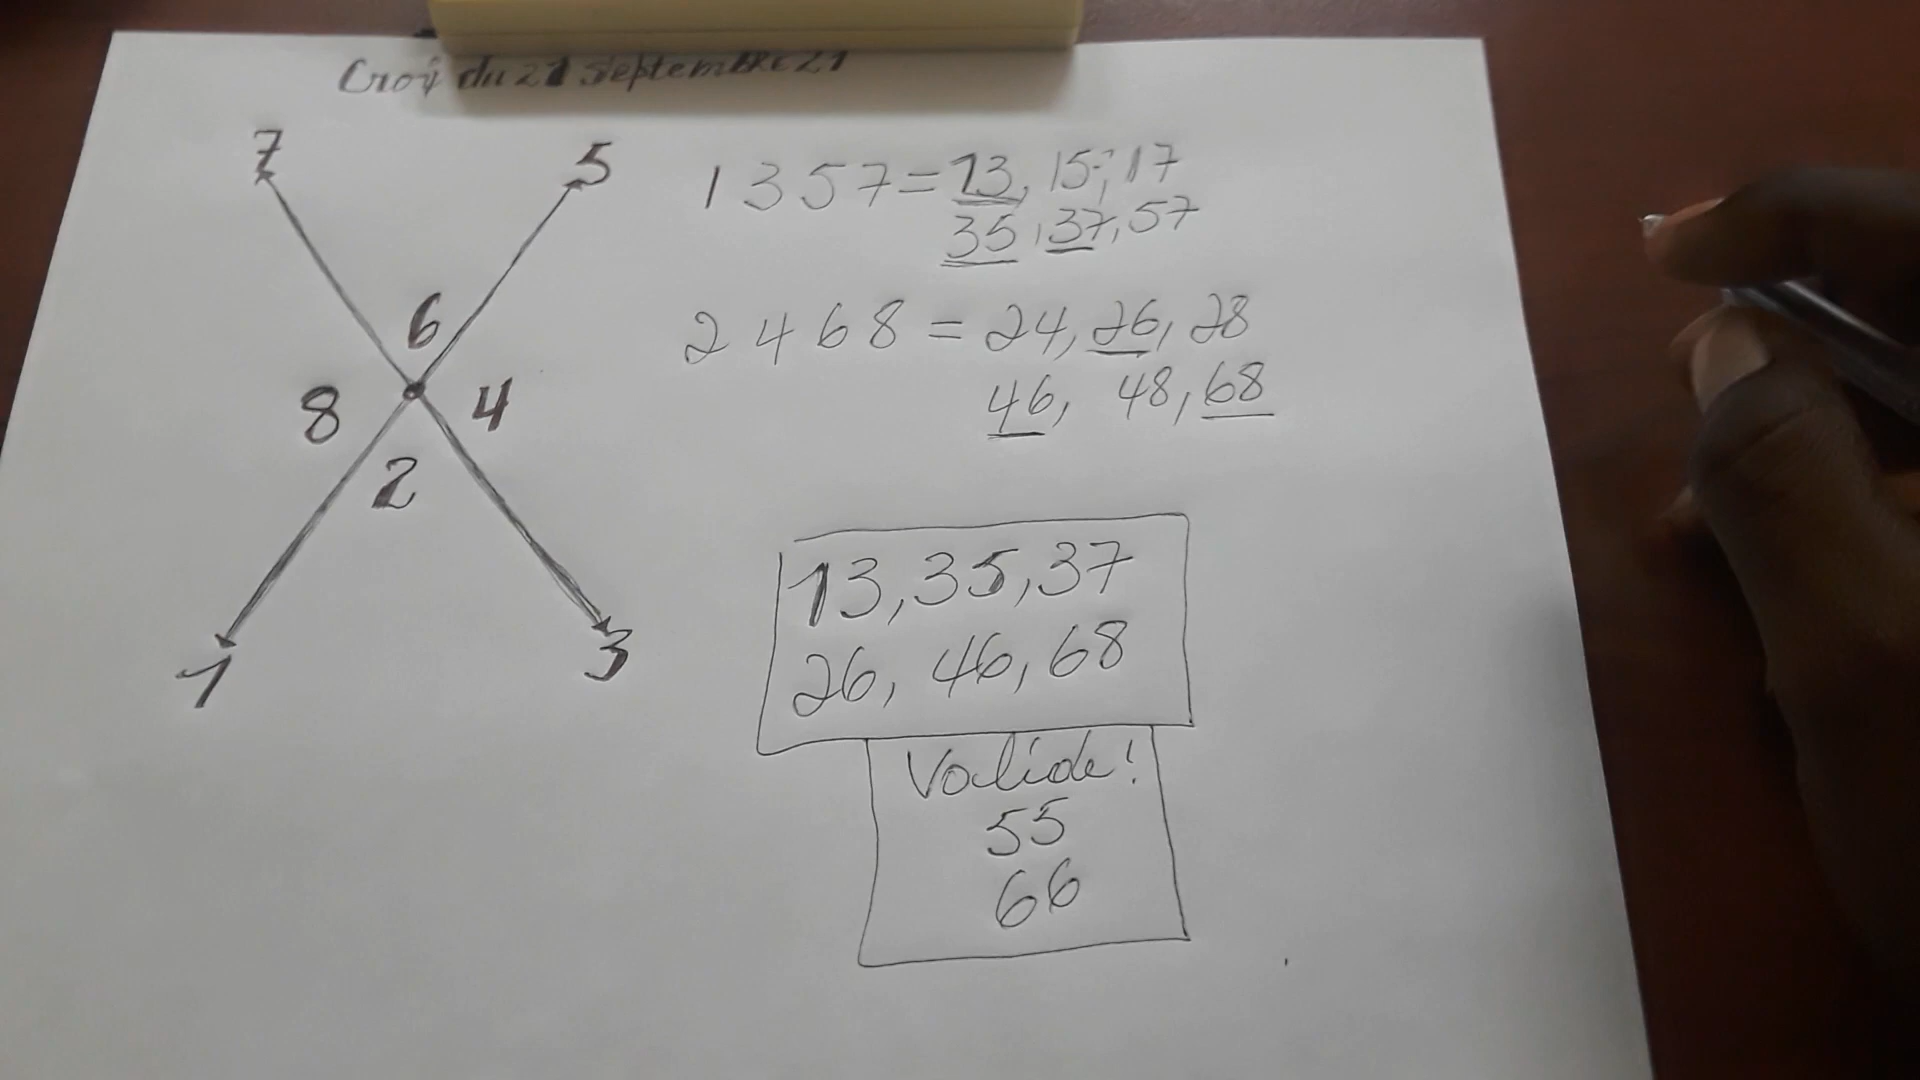 Croy du 21 Septembre 21
7
5
6
8
4
2
1
3
1357=13, 15, 17
35, 37, 57
2468=24, 26, 28
46, 48, 68
13, 35, 37
26, 46, 68
Valide!
55
66